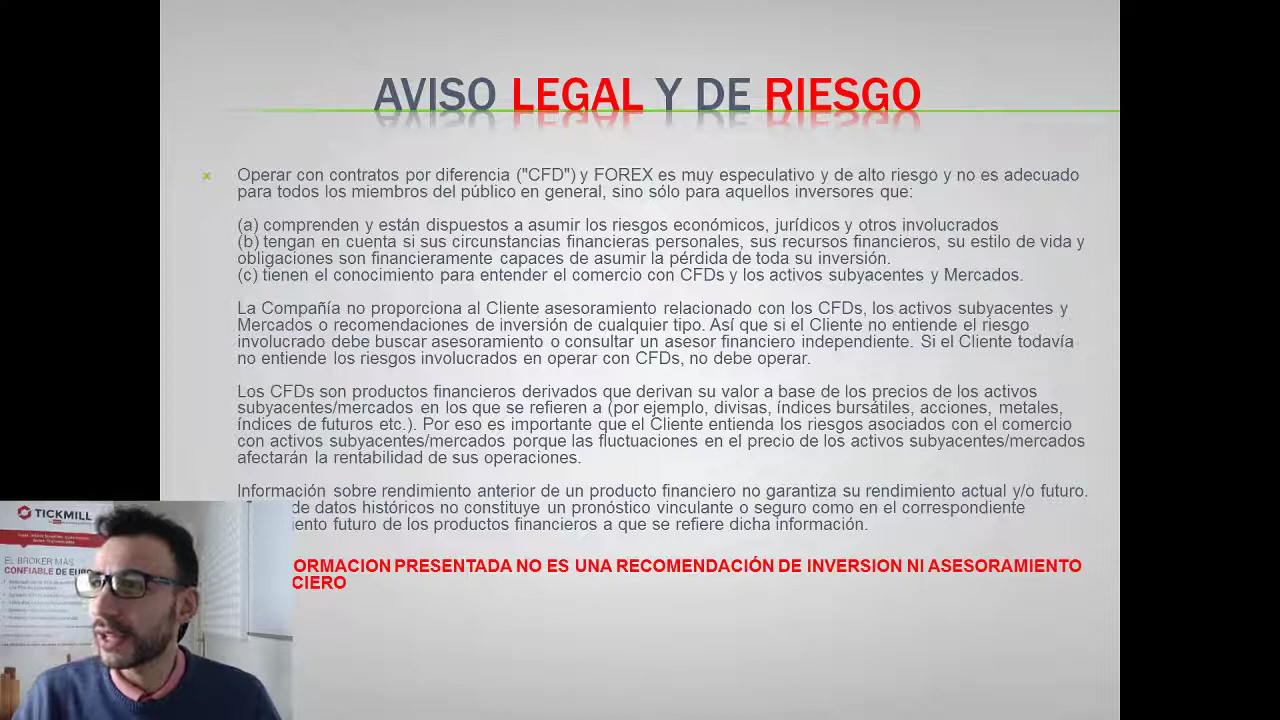 AVISO LEGAL Y DE RIESGO
Operar con contratos por diferencia ("CFD") y FOREX es muy especulativo y de alto riesgo y no es adecuado
para todos los miembros del público en general, sino sólo para aquellos inversores que:
(a) comprenden y están dispuestos a asumir los riesgos económicos, jurídicos y otros involucrados
(b) tengan en cuenta si sus circunstancias financieras personales, sus recursos financieros, su estilo de vida y
obligaciones son financieramente capaces de asumir la pérdida de toda su inversión.
(c) tienen el conocimiento para entender el comercio con CFDs y los activos subyacentes y Mercados.
La Compañía no proporciona al Cliente asesoramiento relacionado con los CFDs, los activos subyacentes y
Mercados o recomendaciones de inversión de cualquier tipo. Así que si el Cliente no entiende el riesgo
involucrado debe buscar asesoramiento o consultar un asesor financiero independiente. Si el Cliente todavía
no entiende los riesgos involucrados en operar con CFDs, no debe operar.
Los CFDs son productos financieros derivados que derivan su valor a base de los precios de los activos
subyacentes/mercados en los que se refieren a (por ejemplo, divisas, índices bursátiles, acciones, metales,
índices de futuros etc.). Por eso es importante que el Cliente entienda los riesgos asociados con el comercio
con activos subyacentes/mercados porque las fluctuaciones en el precio de los activos subyacentes/mercados
afectarán la rentabilidad de sus operaciones.
Información sobre rendimiento anterior de un producto financiero no garantiza su rendimiento actual y/o futuro.
de datos históricos no constituye un pronóstico vinculante o seguro como en el correspondiente
iento futuro de los productos financieros a que se refiere dicha información.
ORMACION PRESENTADA NO ES UNA RECOMENDACIÓN DE INVERSION NI ASESORAMIENTO
CIERO
TICKMILL
EL BROKER MÁS
CONFIABLE DE EURO